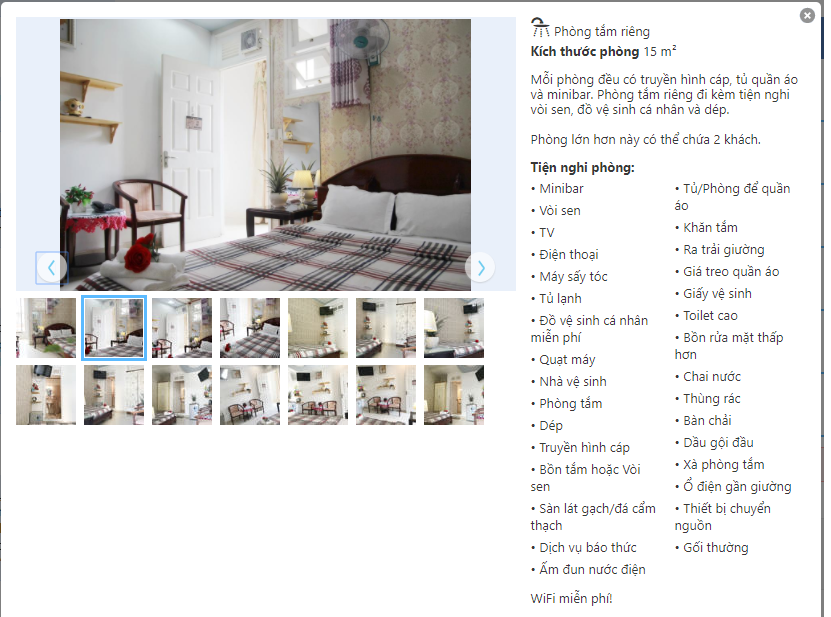 Phòng tắm riêng
Kích thước phòng 15 m²
Mỗi phòng đều có truyền hình cáp, tủ quần áo
và minibar. Phòng tắm riêng đi kèm tiện nghi
vòi sen, đồ vệ sinh cá nhân và dép.
Phòng lớn hơn này có thể chứa 2 khách.
Tiện nghi phòng:
• Minibar
• Vòi sen
• TV
• Điện thoại
• Máy sấy tóc
• Tủ lạnh
• Đồ vệ sinh cá nhân
miễn phí
• Quạt máy
• Nhà vệ sinh
• Phòng tắm
• Dép
• Truyền hình cáp
• Bồn tắm hoặc Vòi
sen
• Sàn lát gạch/đá cẩm
thạch
• Dịch vụ báo thức
• Ấm đun nước điện
• Tủ/Phòng để quần
áo
• Khăn tắm
• Ra trải giường
• Giá treo quần áo
• Giấy vệ sinh
• Toilet cao
• Bồn rửa mặt thấp
hơn
• Chai nước
• Thùng rác
• Bàn chải
• Dầu gội đầu
• Xà phòng tắm
• Ổ điện gần giường
• Thiết bị chuyển
nguồn
• Gối thường
WiFi miễn phí!